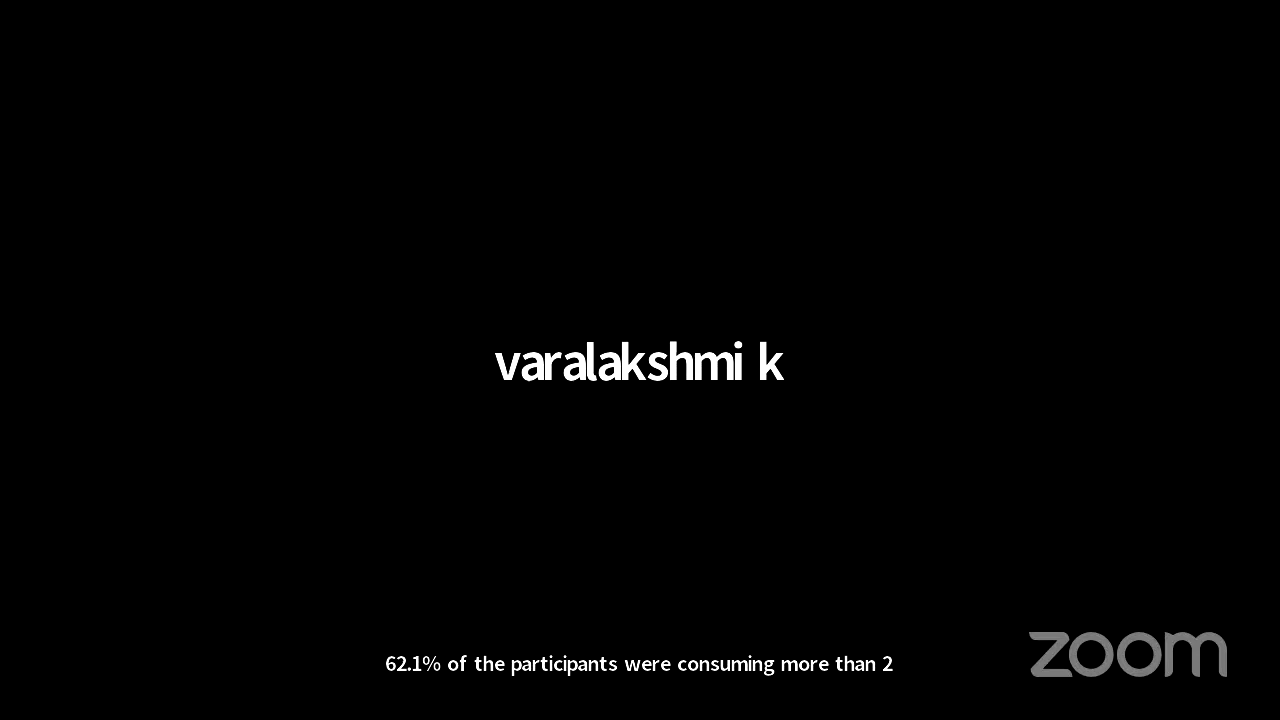 varalakshmi k
62.1% of the participants were consuming more than 2
zoom